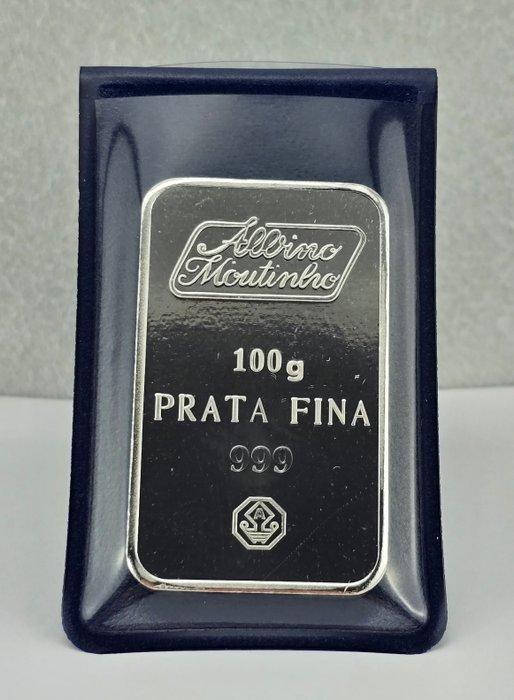 Albino
Moutinho
100g
PRATA FINA
999
A